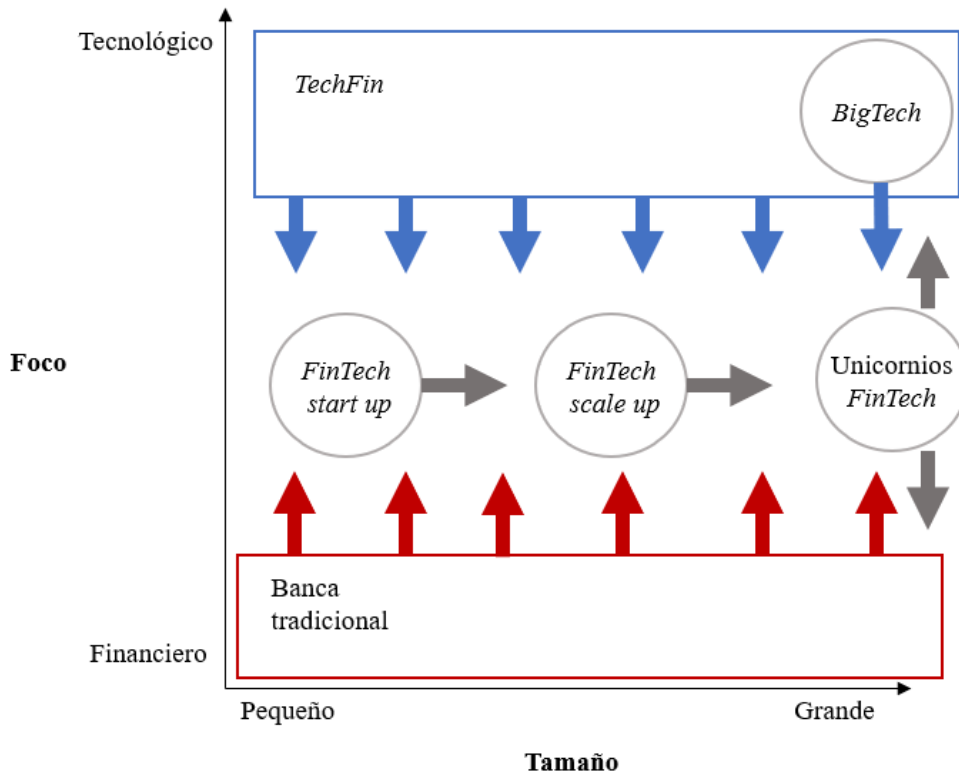 Tecnológico
TechFin
BigTech
Foco
FinTech
start up
FinTech
scale up
Unicornios
FinTech
Banca
tradicional
Financiero
Pequeño
Grande
Tamaño